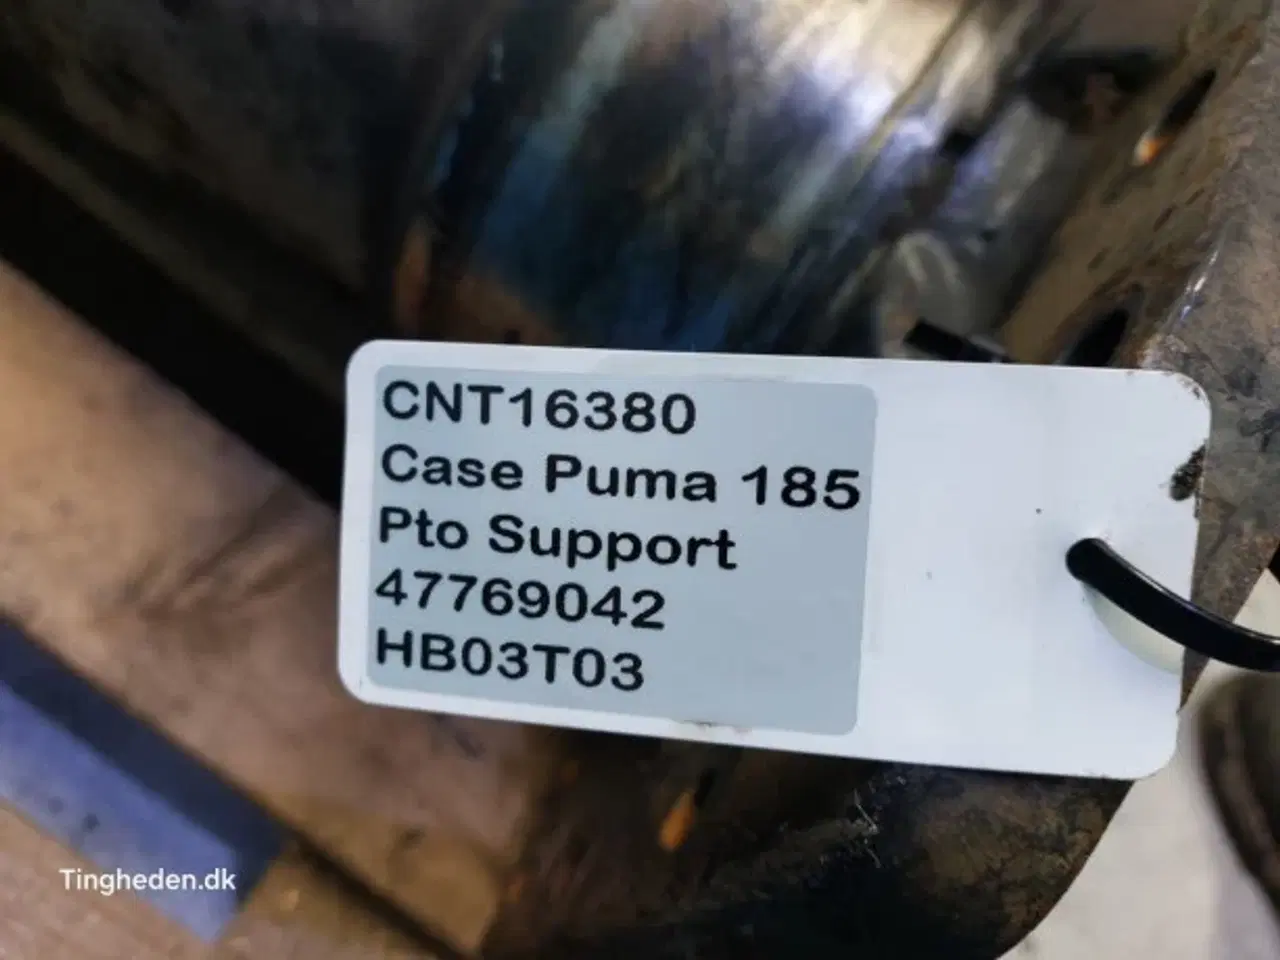 CNT16380
Case Puma 185
Pto Support
47769042
HB03T03
Tingheden.dk